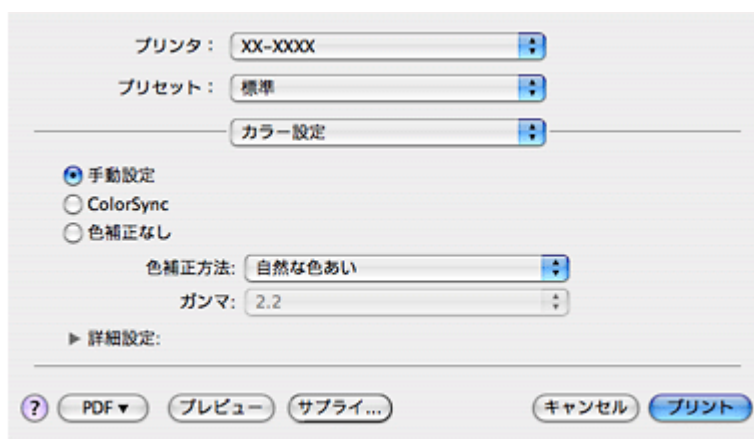 プリンタ： XX-XXXX
プリセット： 標準
カラー設定
手動設定
ColorSync
色補正なし
色補正方法: 自然な色あい
ガンマ: 2.2
詳細設定:
? PDF プレビュー サプライ... キャンセル プリント